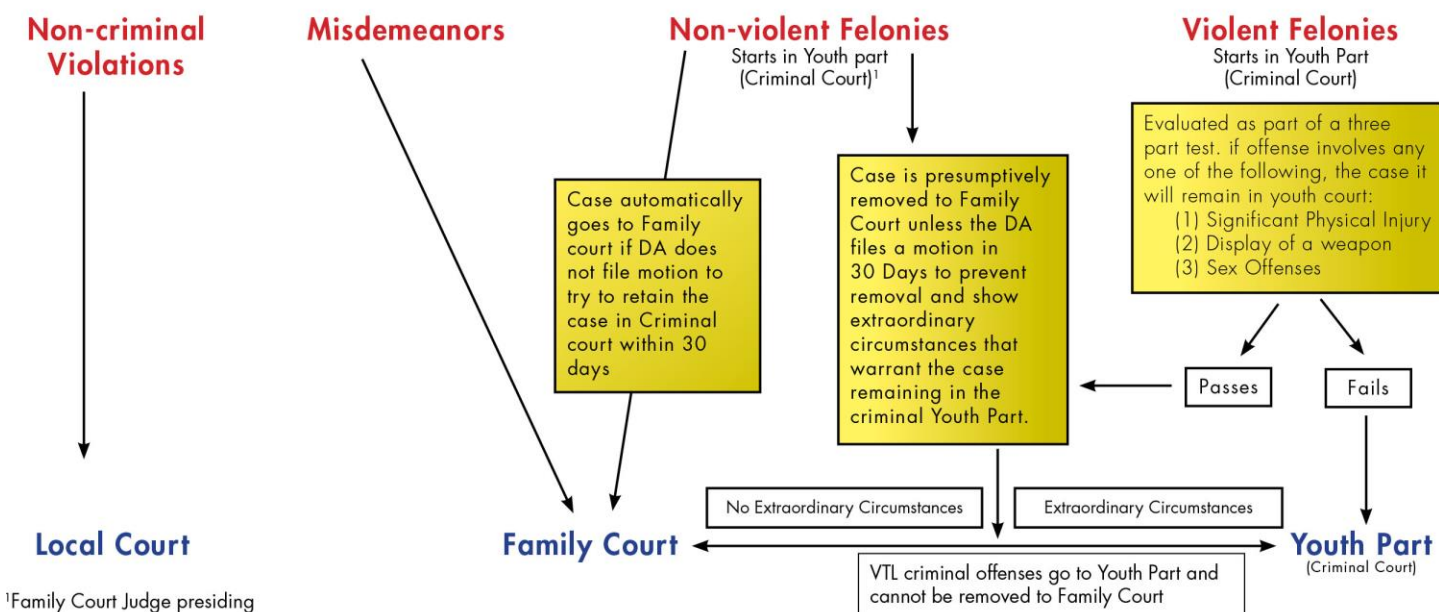 Non-criminal
Violations
Misdemeanors
Non-violent Felonies
Starts in Youth part
(Criminal Court)¹
Violent Felonies
Starts in Youth Part
(Criminal Court)
Case automatically
goes to Family
court if DA does
not file motion to
try to retain the
case in Criminal
court within 30
days
Case is presumptively
removed to Family
Court unless the DA
files a motion in
30 Days to prevent
removal and show
extraordinary
circumstances that
warrant the case
remaining in the
criminal Youth Part.
Evaluated as part of a three
part test. if offense involves any
one of the following, the case it
will remain in youth court:
(1) Significant Physical Injury
(2) Display of a weapon
(3) Sex Offenses
Passes
Fails
No Extraordinary Circumstances
Extraordinary Circumstances
Local Court
Family Court
Youth Part
(Criminal Court)
VTL criminal offenses go to Youth Part and
cannot be removed to Family Court
¹Family Court Judge presiding